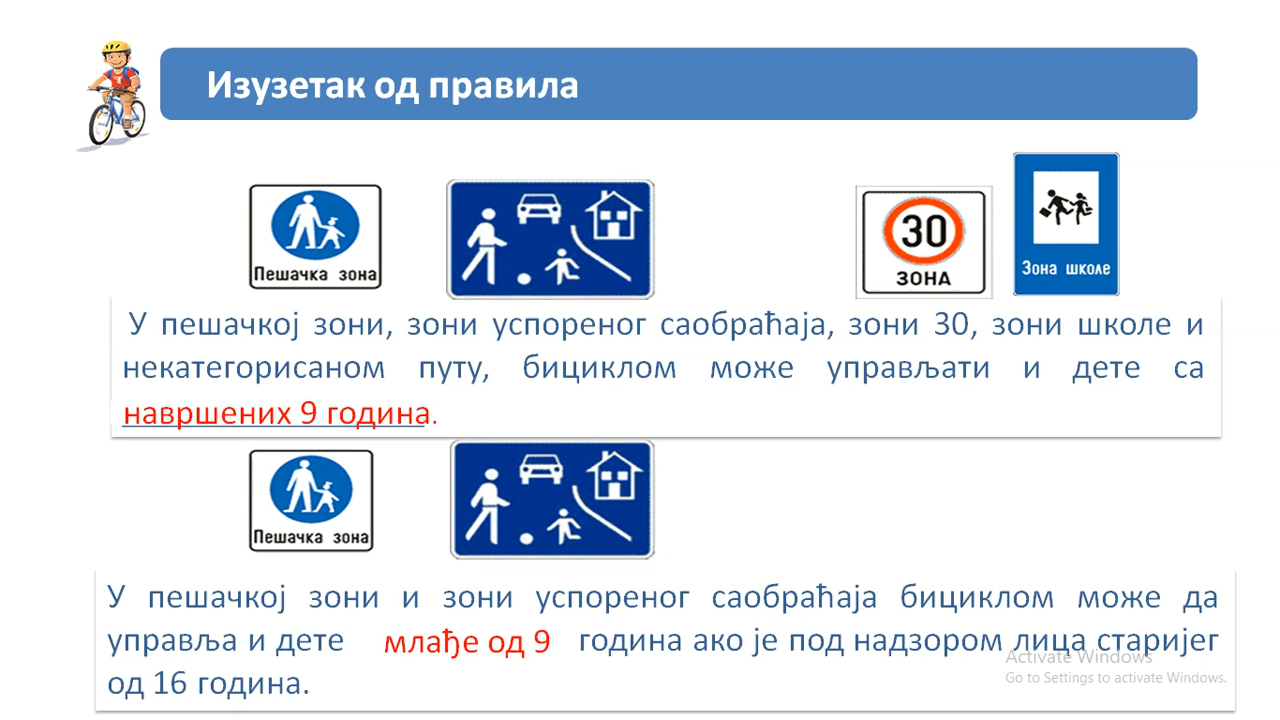 Изузетак од правила
Пешачка зона
30
ЗОНА
Зона школе
У пешачкој зони, зони успореног саобраћаја, зони 30, зони школе и
некатегорисаном путу, бициклом може управљати и дете са
навршених 9 година.
Пешачка зона
У пешачкој зони и зони успореног саобраћаја бициклом може да
управља и дете млађе од 9 година ако је под надзором лица старијег
од 16 година.
Activate Windows
Go to Settings to activate Windows.